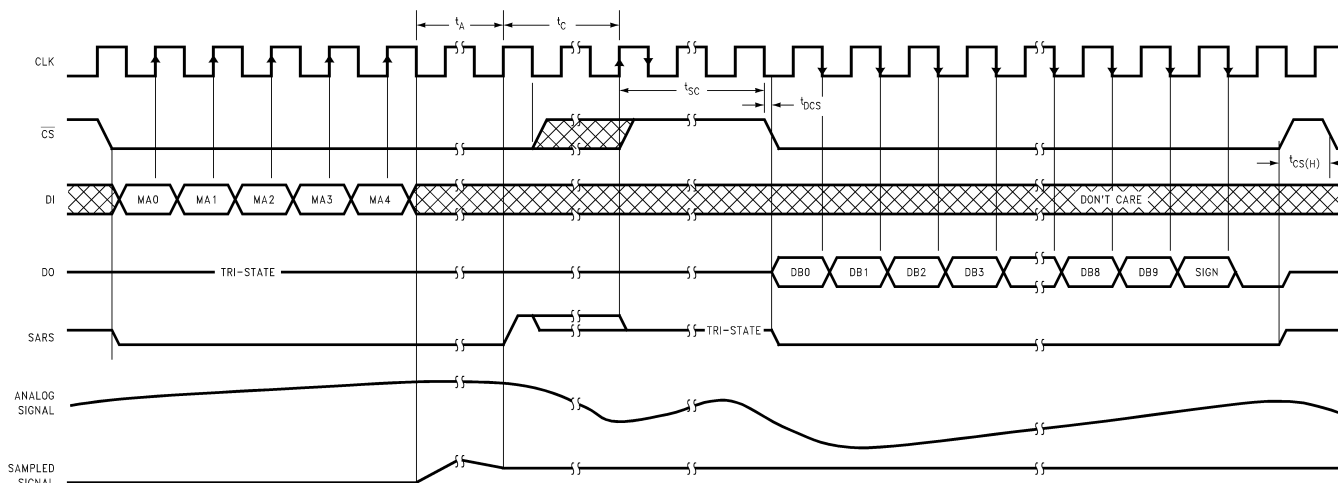 tA
tC
CLK
tSC
tDCS
CS
tCS(H)
DI
MA0
MA1
MA2
MA3
MA4
DON'T CARE
DO
TRI-STATE
DB0
DB1
DB2
DB3
DB8
DB9
SIGN
SARS
TRI-STATE
ANALOG
SIGNAL
SAMPLED
SIGNAL